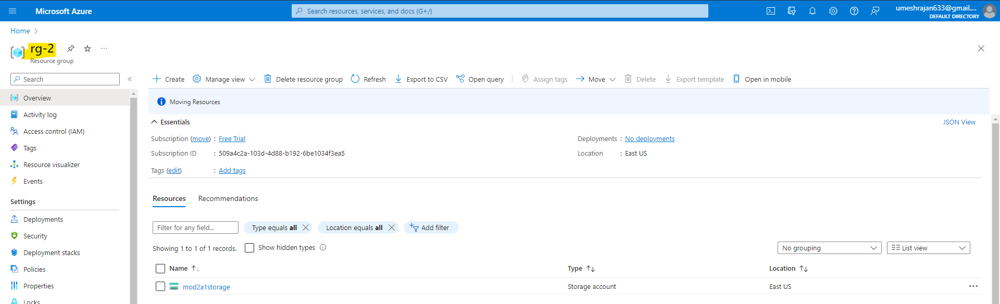 Microsoft Azure
Search resources, services, and docs (G+/)
umeshrajan633@gmail....
DEFAULT DIRECTORY
Home
rg-2
Resource group
Search
Create
Manage view
Delete resource group
Refresh
Export to CSV
Open query
Assign tags
Move
Delete
Export template
Open in mobile
Overview
Activity log
Access control (IAM)
Tags
Resource visualizer
Events
Settings
Deployments
Security
Deployment stacks
Policies
Properties
Locks
Moving Resources
Essentials
JSON View
Subscription (move) : Free Trial
Subscription ID : 509a4c2a-103d-4d88-b192-6be1034f3ea5
Tags (edit) : Add tags
Deployments : No deployments
Location : East US
Resources Recommendations
Filter for any field...
Type equals all
Location equals all
Add filter
Showing 1 to 1 of 1 records.
Show hidden types
No grouping
List view
Name Type Location
mod2a1storage Storage account East US